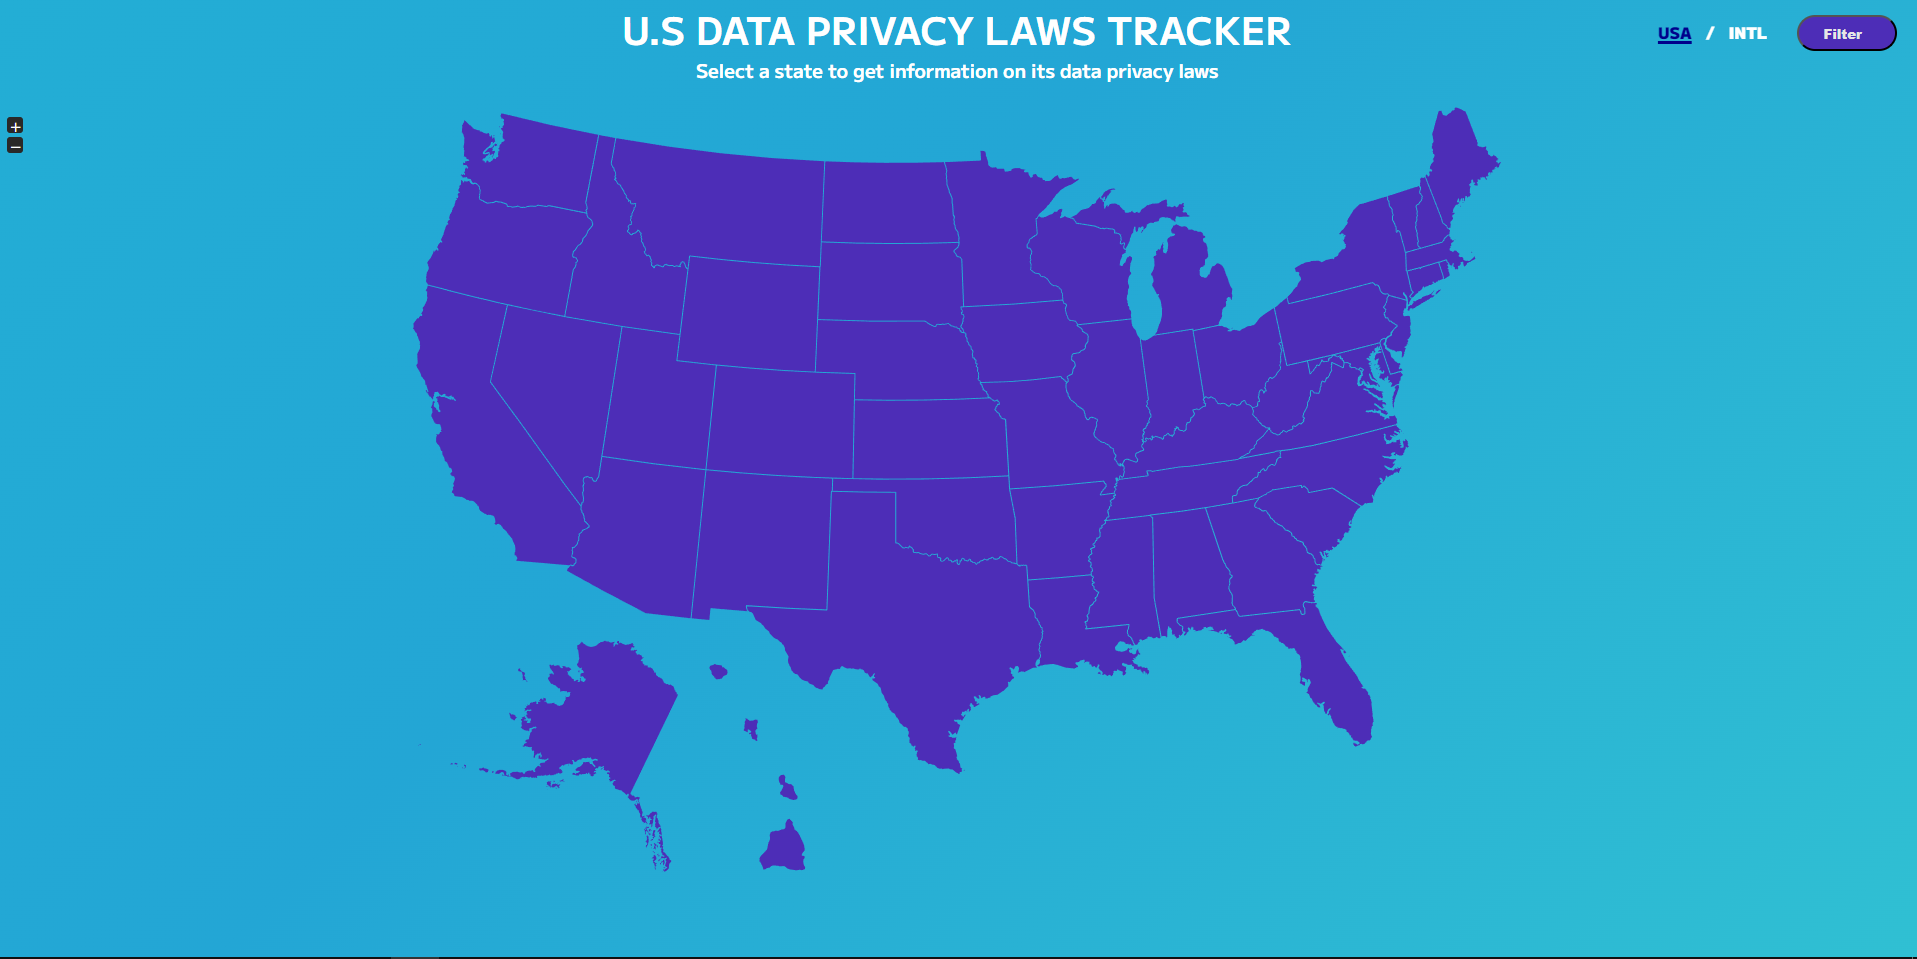 U.S DATA PRIVACY LAWS TRACKER
Select a state to get information on its data privacy laws
USA / INTL
Filter
+
−